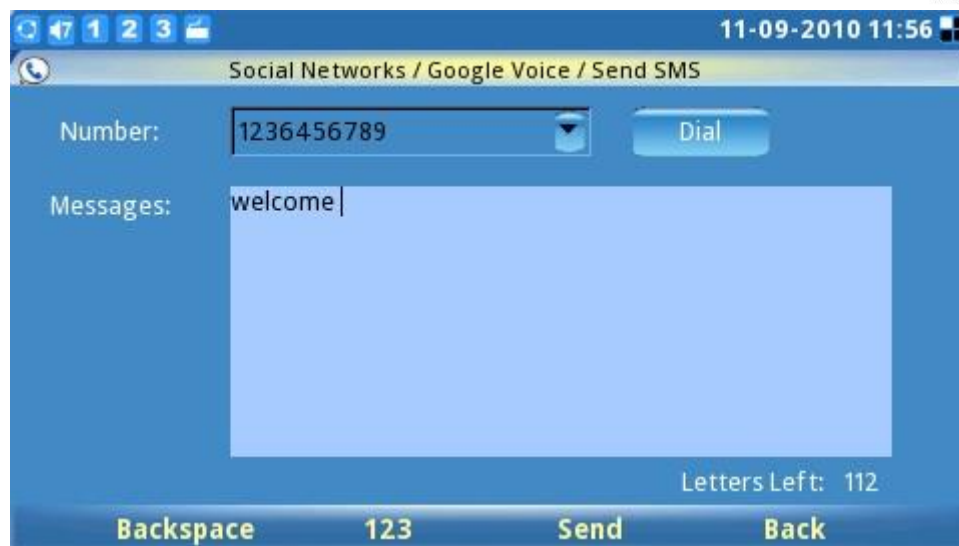 7 1 2 3 11-09-2010 11:56
Social Networks / Google Voice / Send SMS
Number: 1236456789 Dial
Messages: welcome
Letters Left: 112
Backspace 123 Send Back